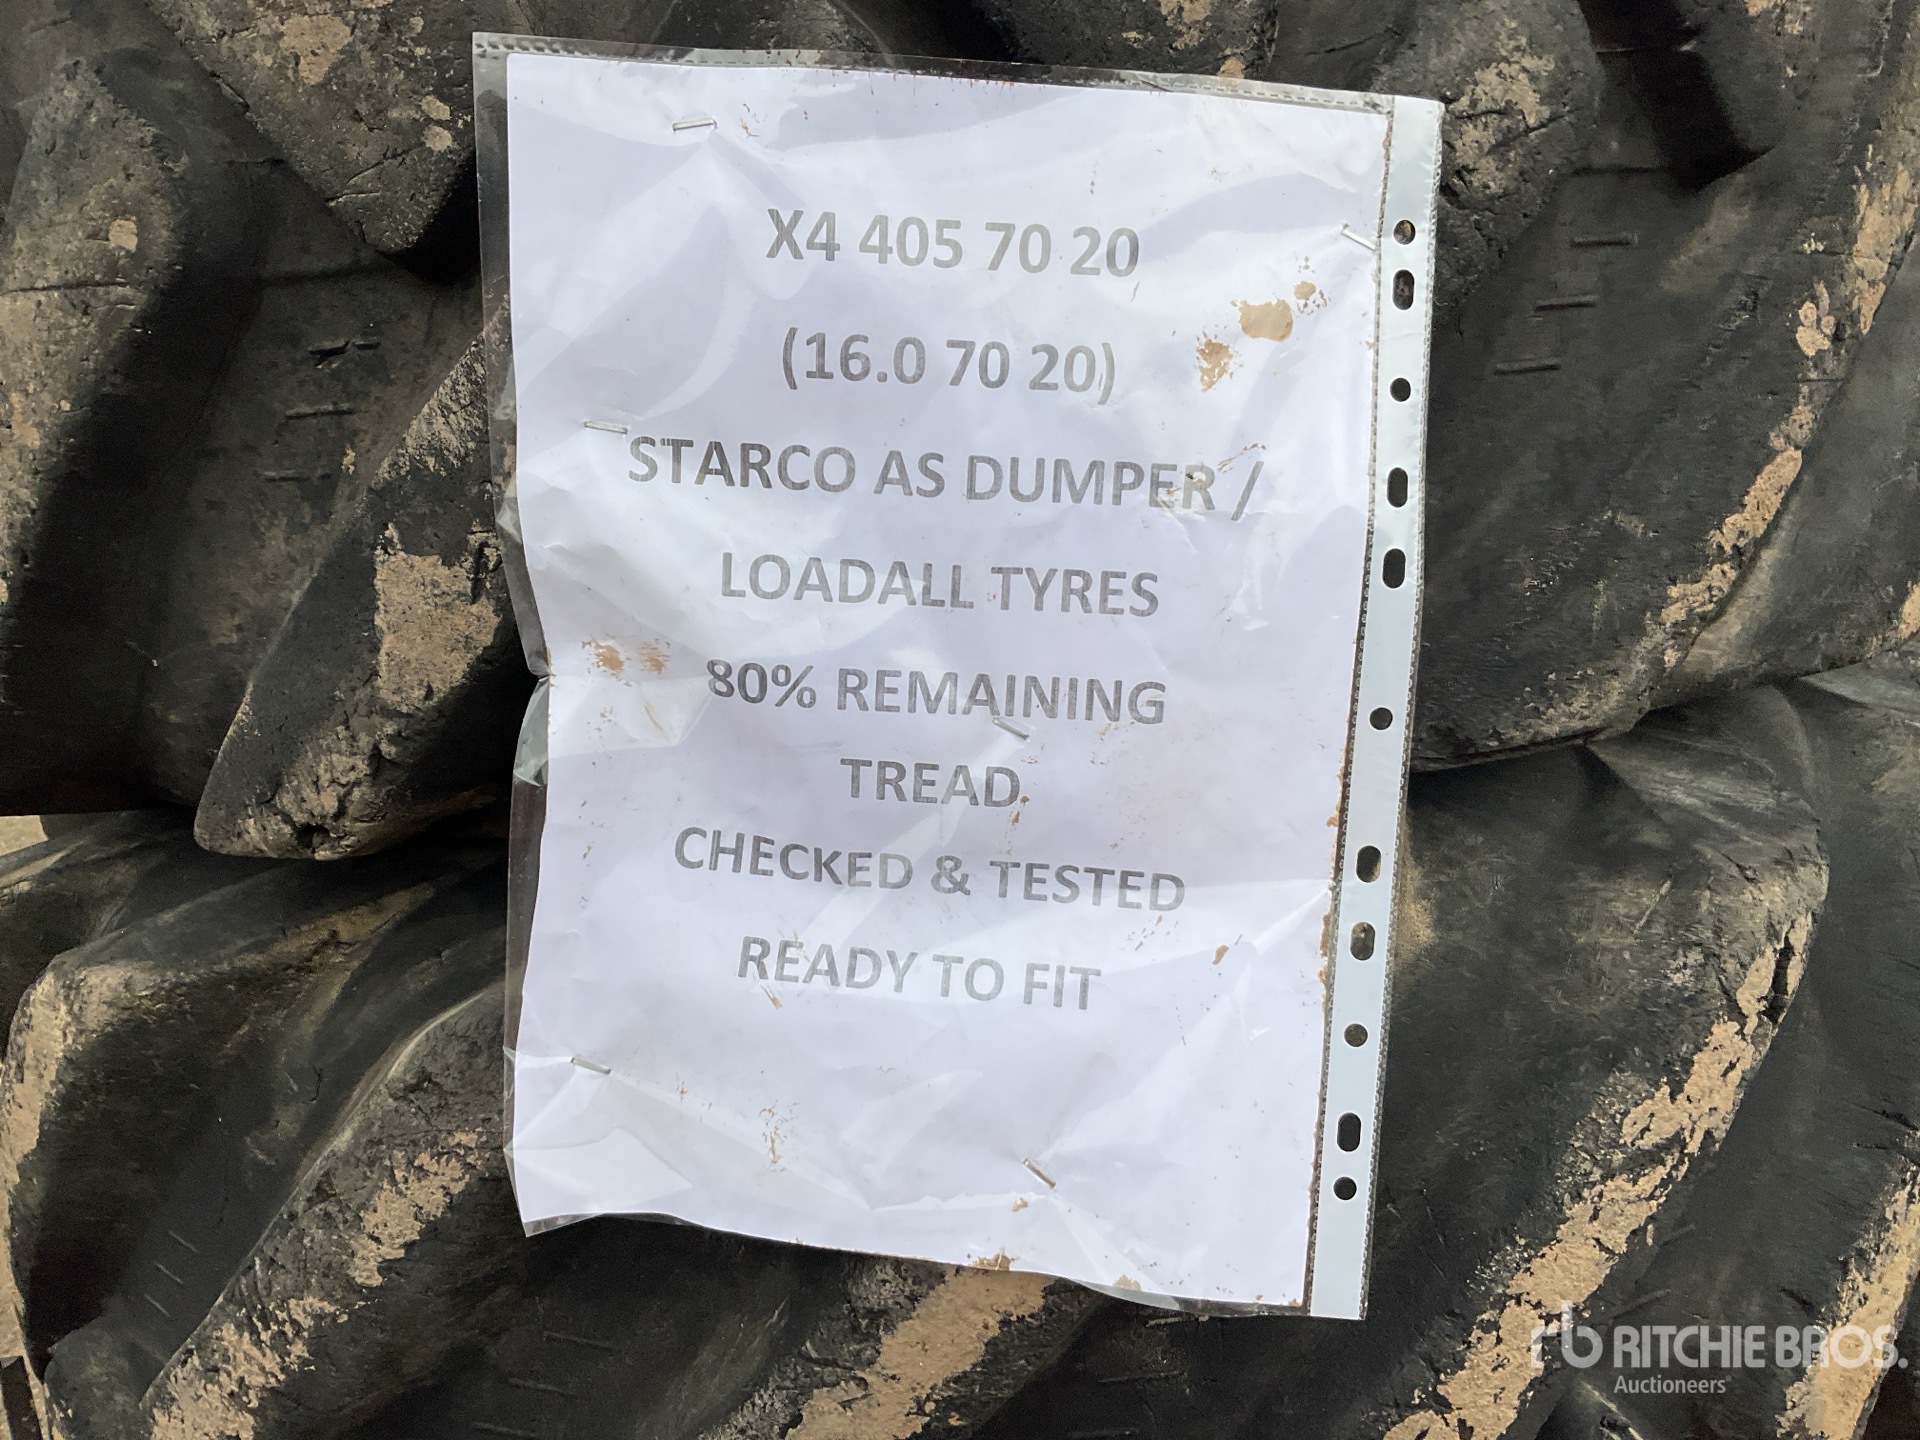 X4 405 70 20
(16.0 70 20)
STARCO AS DUMPER /
LOADALL TYRES
80% REMAINING
TREAD
CHECKED & TESTED
READY TO FIT
rb RITCHIE BROS.
Auctioneers